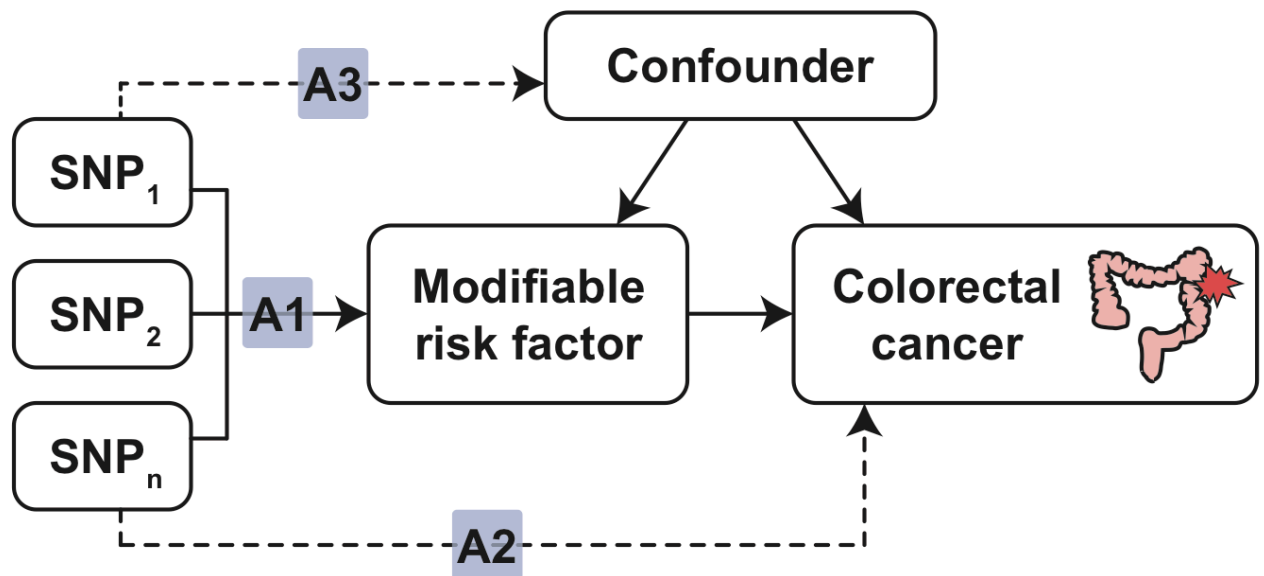 A3
Confounder
SNP₁
SNP₂
SNPₙ
A1
Modifiable
risk factor
Colorectal
cancer
A2